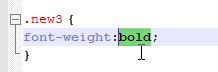 .new3 {
font-weight:bold;
}